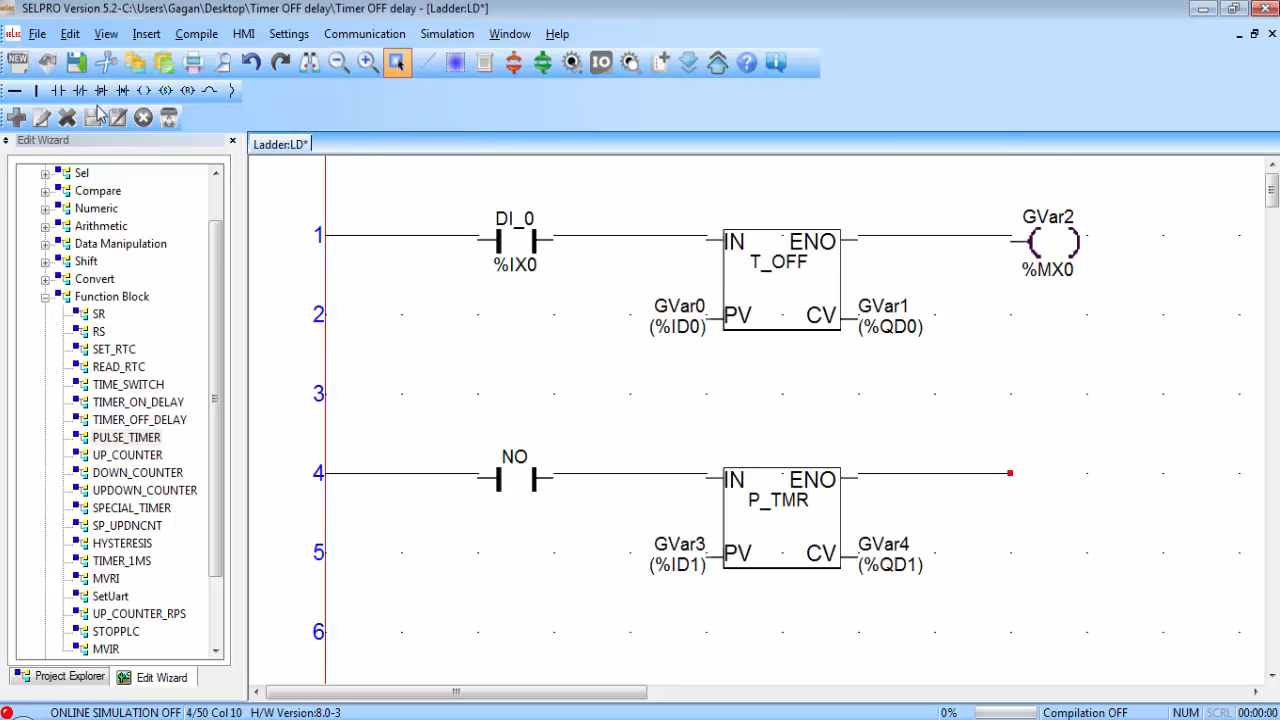 SELPRO Version 5.2-C:\Users\Gagan\Desktop\Timer OFF delay\Timer OFF delay - [Ladder:LD*]
File Edit View Insert Compile HMI Settings Communication Simulation Window Help
NEW IO
(S) (R)
Edit Wizard
Ladder:LD*
Sel
Compare
Numeric
Arithmetic
Data Manipulation
Shift
Convert
Function Block
SR
RS
SET_RTC
READ_RTC
TIME_SWITCH
TIMER_ON_DELAY
TIMER_OFF_DELAY
PULSE_TIMER
UP_COUNTER
DOWN_COUNTER
UPDOWN_COUNTER
SPECIAL_TIMER
SP_UPDNCNT
HYSTERESIS
TIMER_1MS
MVRI
SetUart
UP_COUNTER_RPS
STOPPLC
MVIR
Project Explorer Edit Wizard
DI_0 GVar2
1 IN ENO
%IX0 T_OFF %MX0
GVar0 GVar1
2 PV CV
(%ID0) (%QD0)
3
NO
4 IN ENO
P_TMR
GVar3 GVar4
5 PV CV
(%ID1) (%QD1)
6
ONLINE SIMULATION OFF 4/50 Col 10 H/W Version:8.0-3 0% Compilation OFF NUM SCRL 00:00:00